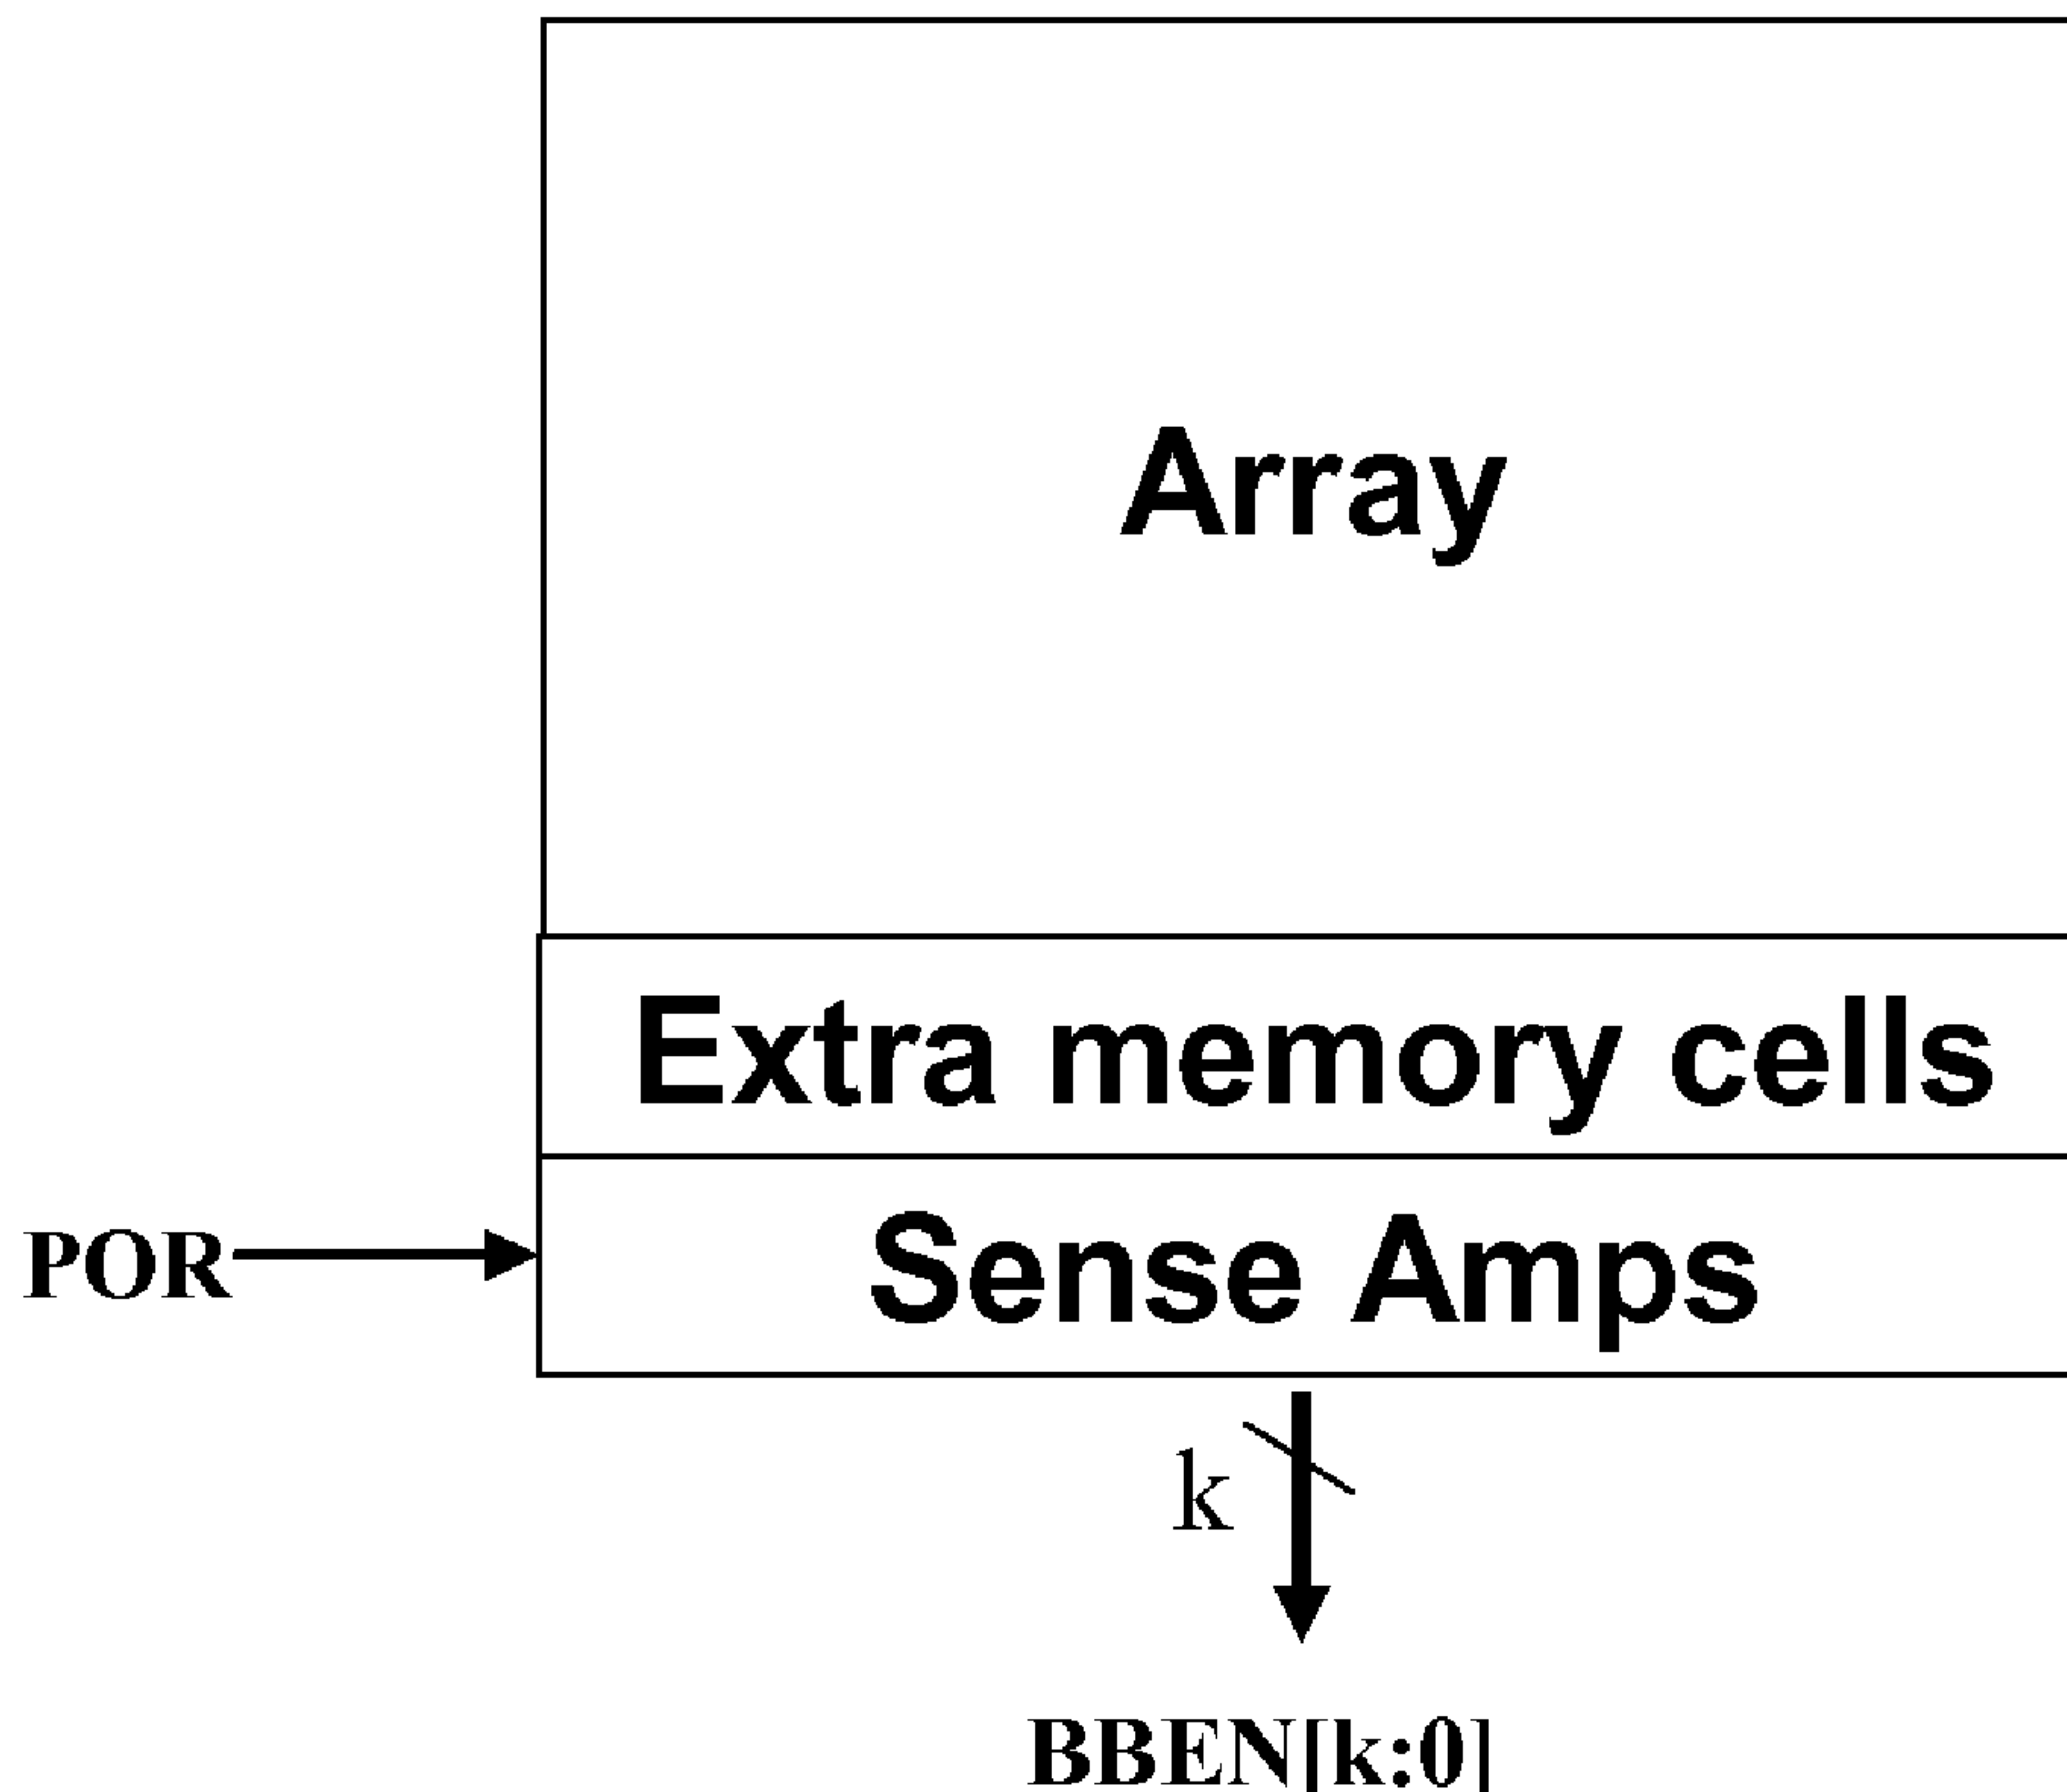 Array
Extra memory cells
POR
Sense Amps
k
BBEN[k:0]